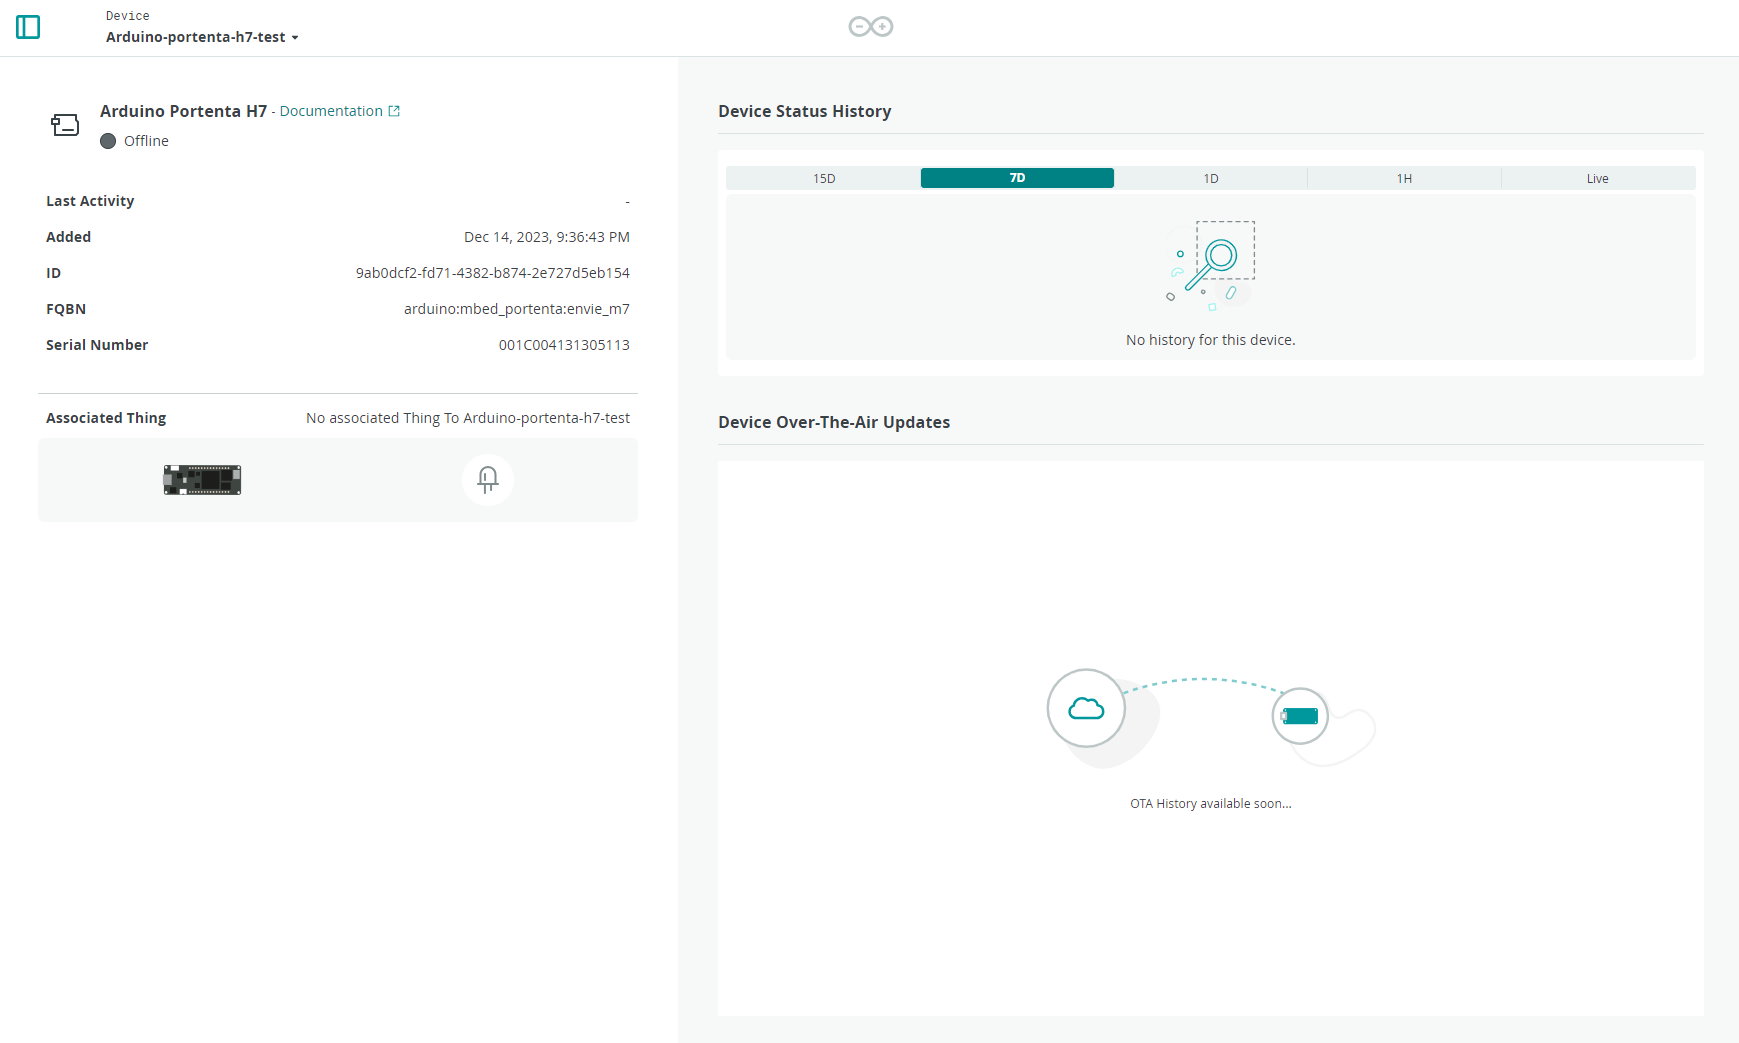 Device
Arduino-portenta-h7-test
Arduino Portenta H7 - Documentation
Offline
Last Activity -
Added Dec 14, 2023, 9:36:43 PM
ID 9ab0dcf2-fd71-4382-b874-2e727d5eb154
FQBN arduino:mbed_portenta:envie_m7
Serial Number 001C004131305113
Associated Thing No associated Thing To Arduino-portenta-h7-test
Device Status History
15D 7D 1D 1H Live
No history for this device.
Device Over-The-Air Updates
OTA History available soon...